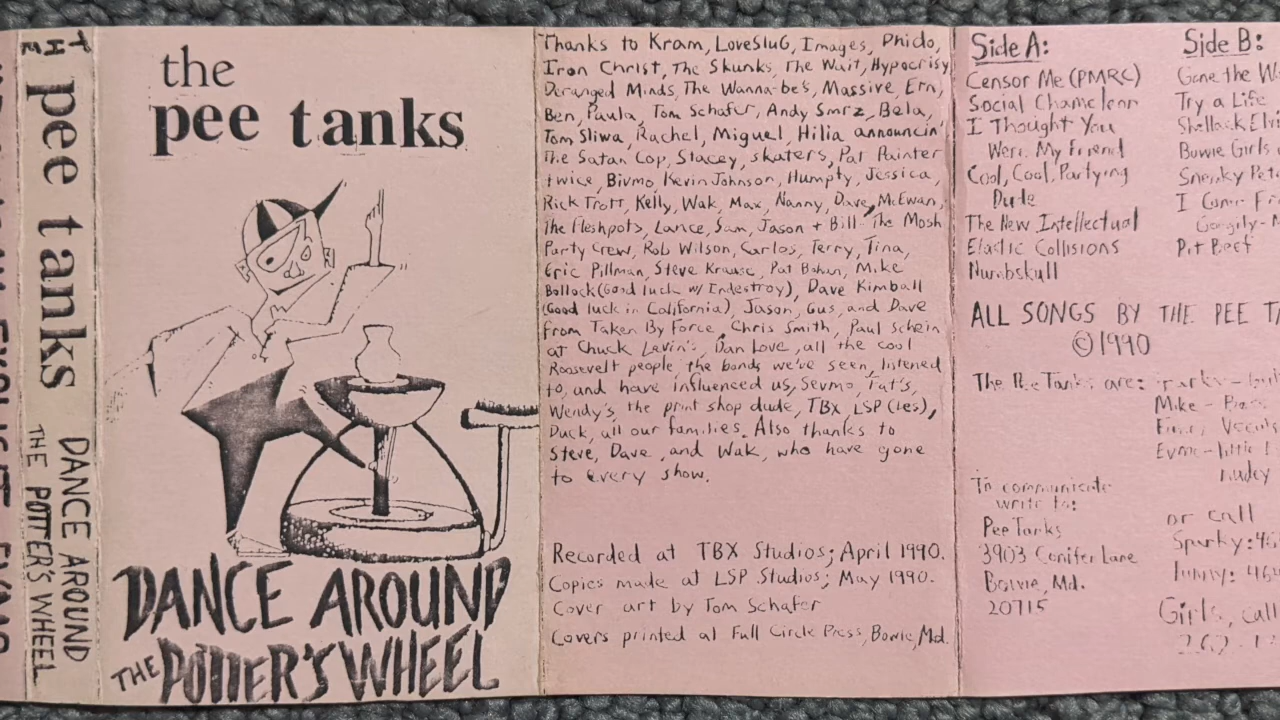 THE
pee tanks
DANCE AROUND
THE POTTER'S WHEEL
the
pee tanks
DANCE AROUND
THE POTTER'S WHEEL
Thanks to Kram, LoveSluG, Images, Phido,
Iron Christ, The Skunks, The Wait, Hypocrisy,
Deranged Minds, The Wanna-be's, Massive, Ern,
Ben, Paula, Tom Schafer, Andy Smrz, Bela,
Tom Sliwa, Rachel, Miguel, Hilia announcin'
The Satan Cop, Stacey, skaters, Pat Painter
twice, Bivmo, Kevin Johnson, Humpty, Jessica,
Rick Trott, Kelly, Wak, Max, Nanny, Dave, McEwan,
The Fleshpots, Lance, Sam, Jason + Bill - The Mosh
Party Crew, Rob Wilson, Carlos, Terry, Tina,
Eric Pillman, Steve Krause, Pat Bohan, Mike
Bollock (Good luck w/ Indestroy), Dave Kimball
(Good luck in California), Jason, Gus, and Dave
from Taken By Force, Chris Smith, Paul Schein
at Chuck Levin's, Dan Love, all the cool
Roosevelt people, the bands we've seen, listened
to, and have influenced us, Sevmo, Tut's,
Wendy's, the print shop dude, TBX, LSP (Les),
Duck, all our families. Also thanks to
Steve, Dave, and Wak, who have gone
to every show.
Recorded at TBX Studios; April 1990.
Copies made at LSP Studios; May 1990.
Cover art by Tom Schafer
Covers printed at Full Circle Press, Bowie, Md.
Side A:
Censor Me (PMRC)
Social Chameleon
I Thought You
Were My Friend
Cool, Cool, Partying
Dude
The New Intellectual
Elastic Collisions
Numbskull
Side B:
Gone the
Try a Life
Shellack
Bowie Girls
Sneaky
I Came
Pit Beef
ALL SONGS BY THE PEE
©1990
The Pee Tanks are:
Mike -
To communicate
write to:
Pee Tanks
3903 Conifer Lane
Bowie, Md.
20715
or call
Sparky:
Girls, call